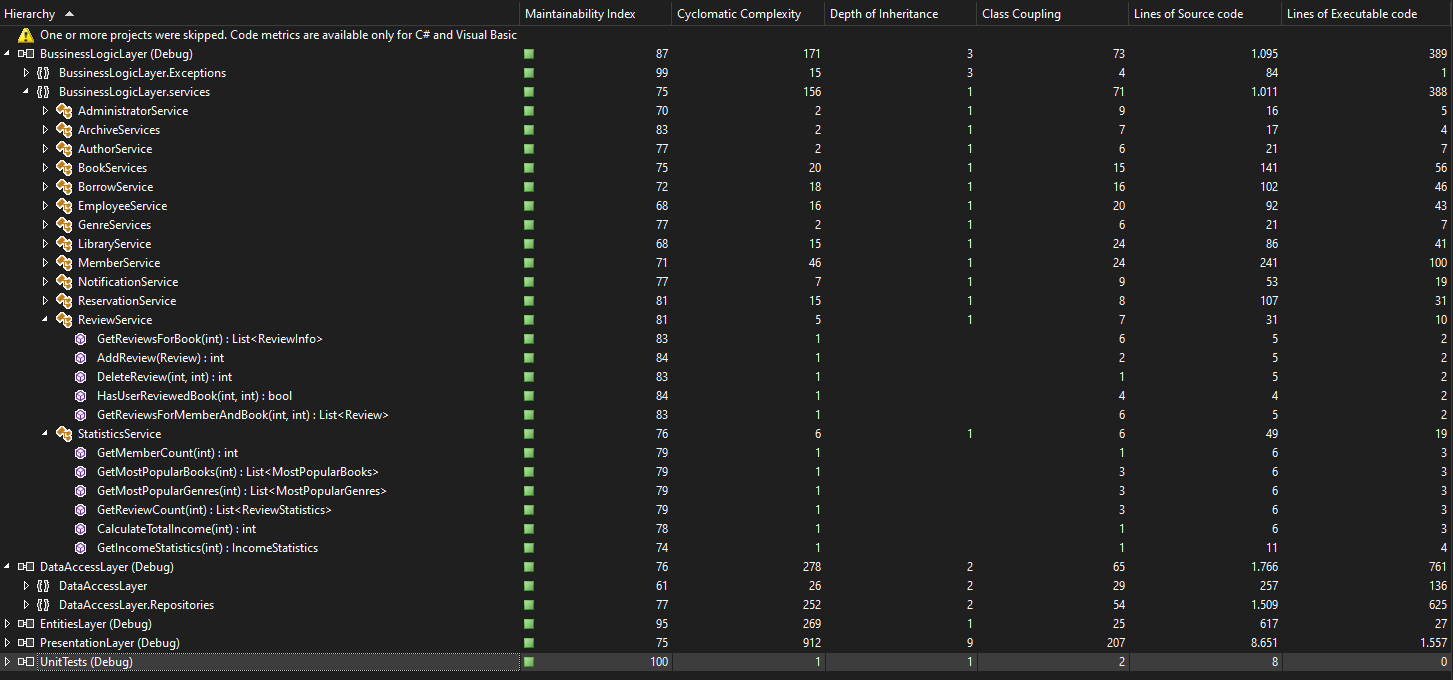 Hierarchy Maintainability Index Cyclomatic Complexity Depth of Inheritance Class Coupling Lines of Source code Lines of Executable code
One or more projects were skipped. Code metrics are available only for C# and Visual Basic
BussinessLogicLayer (Debug) 87 171 3 73 1.095 389
BussinessLogicLayer.Exceptions 99 15 3 4 84 1
BussinessLogicLayer.services 75 156 1 71 1.011 388
AdministratorService 70 2 1 9 16 5
ArchiveServices 83 2 1 7 17 4
AuthorService 77 2 1 6 21 7
BookServices 75 20 1 15 141 56
BorrowService 72 18 1 16 102 46
EmployeeService 68 16 1 20 92 43
GenreServices 77 2 1 6 21 7
LibraryService 68 15 1 24 86 41
MemberService 71 46 1 24 241 100
NotificationService 77 7 1 9 53 19
ReservationService 81 15 1 8 107 31
ReviewService 81 5 1 7 31 10
GetReviewsForBook(int) : List<ReviewInfo> 83 1 6 5 2
AddReview(Review) : int 84 1 2 5 2
DeleteReview(int, int) : int 83 1 1 5 2
HasUserReviewedBook(int, int) : bool 84 1 4 4 2
GetReviewsForMemberAndBook(int, int) : List<Review> 83 1 6 5 2
StatisticsService 76 6 1 6 49 19
GetMemberCount(int) : int 79 1 1 6 3
GetMostPopularBooks(int) : List<MostPopularBooks> 79 1 3 6 3
GetMostPopularGenres(int) : List<MostPopularGenres> 79 1 3 6 3
GetReviewCount(int) : List<ReviewStatistics> 79 1 3 6 3
CalculateTotalIncome(int) : int 78 1 1 6 3
GetIncomeStatistics(int) : IncomeStatistics 74 1 1 11 4
DataAccessLayer (Debug) 76 278 2 65 1.766 761
DataAccessLayer 61 26 2 29 257 136
DataAccessLayer.Repositories 77 252 2 54 1.509 625
EntitiesLayer (Debug) 95 269 1 25 617 27
PresentationLayer (Debug) 75 912 9 207 8.651 1.557
UnitTests (Debug) 100 1 1 2 8 0